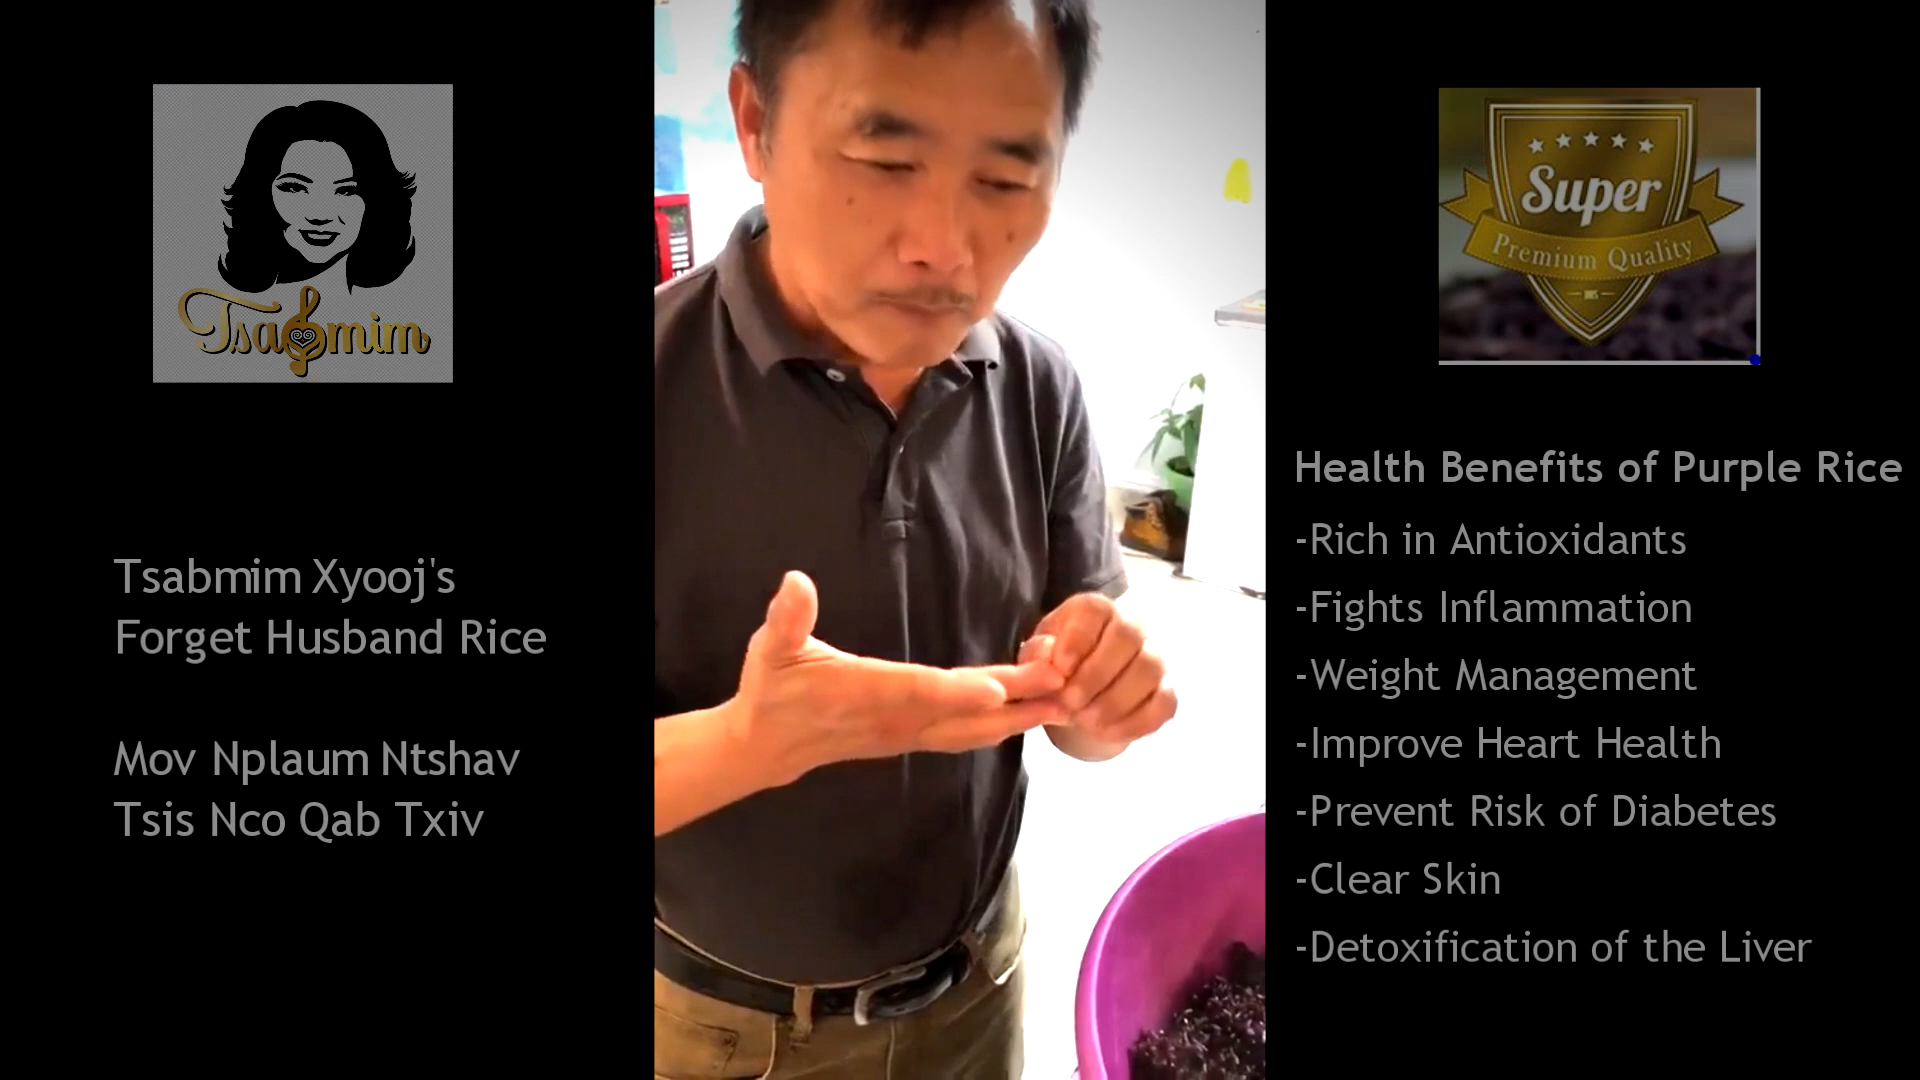 Tsabmim
Tsabmim Xyooj's
Forget Husband Rice
Mov Nplaum Ntshav
Tsis Nco Qab Txiv
Super
Premium Quality
Health Benefits of Purple Rice
-Rich in Antioxidants
-Fights Inflammation
-Weight Management
-Improve Heart Health
-Prevent Risk of Diabetes
-Clear Skin
-Detoxification of the Liver